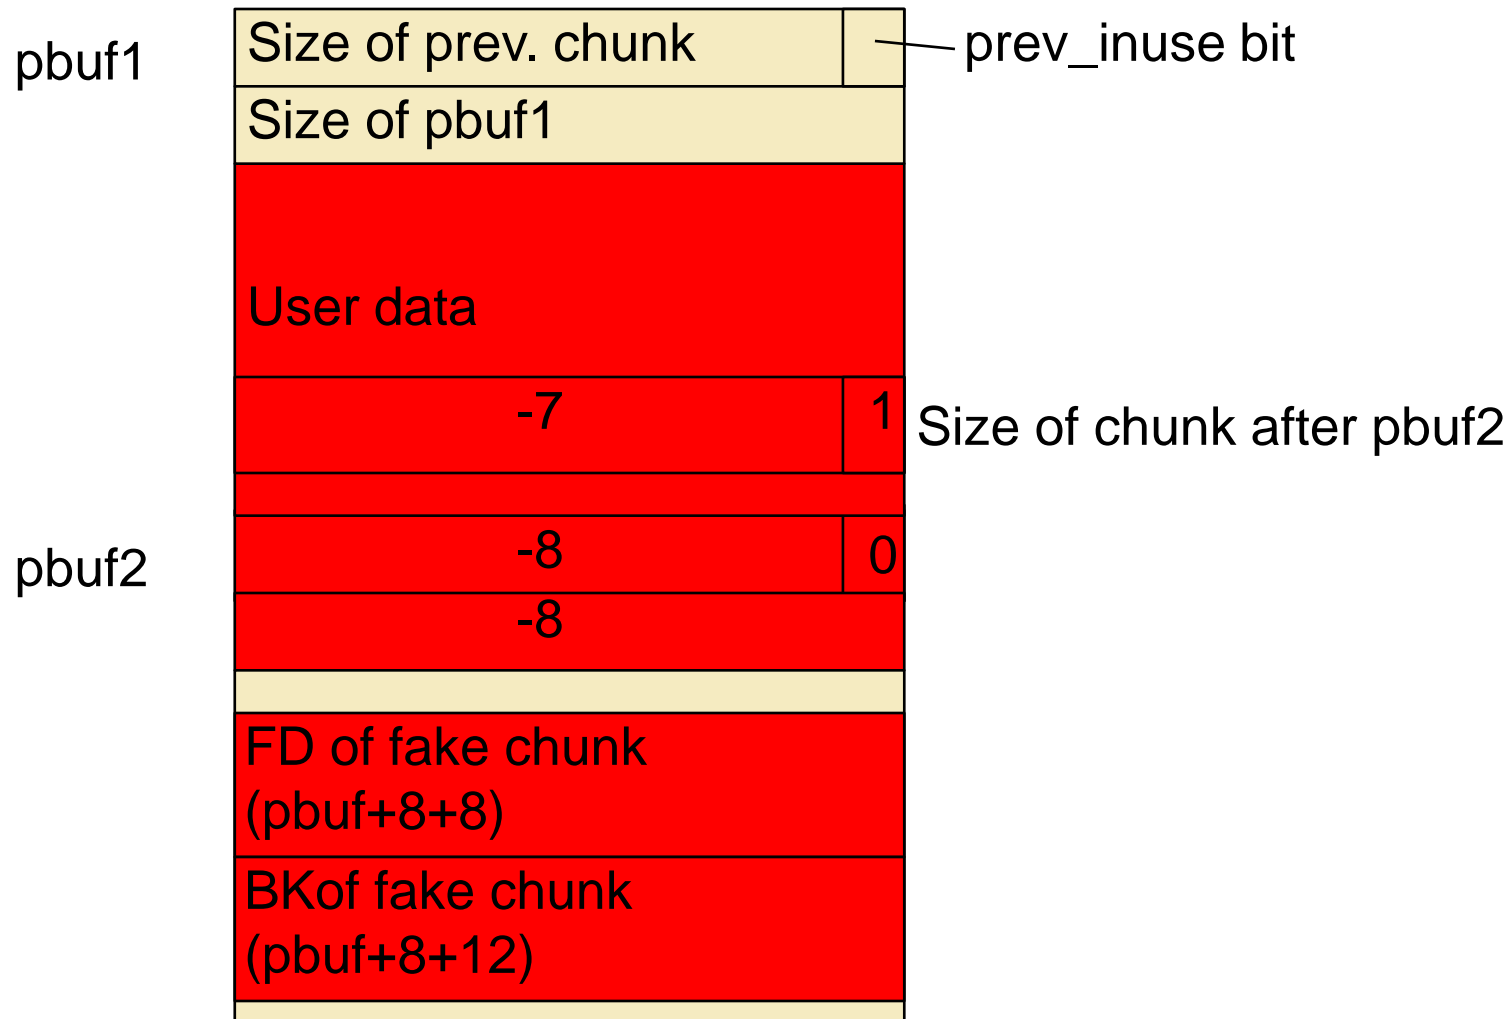 pbuf1
Size of prev. chunk
prev_inuse bit
Size of pbuf1
User data
-7
1
Size of chunk after pbuf2
pbuf2
-8
0
-8
FD of fake chunk
(pbuf+8+8)
BKof fake chunk
(pbuf+8+12)